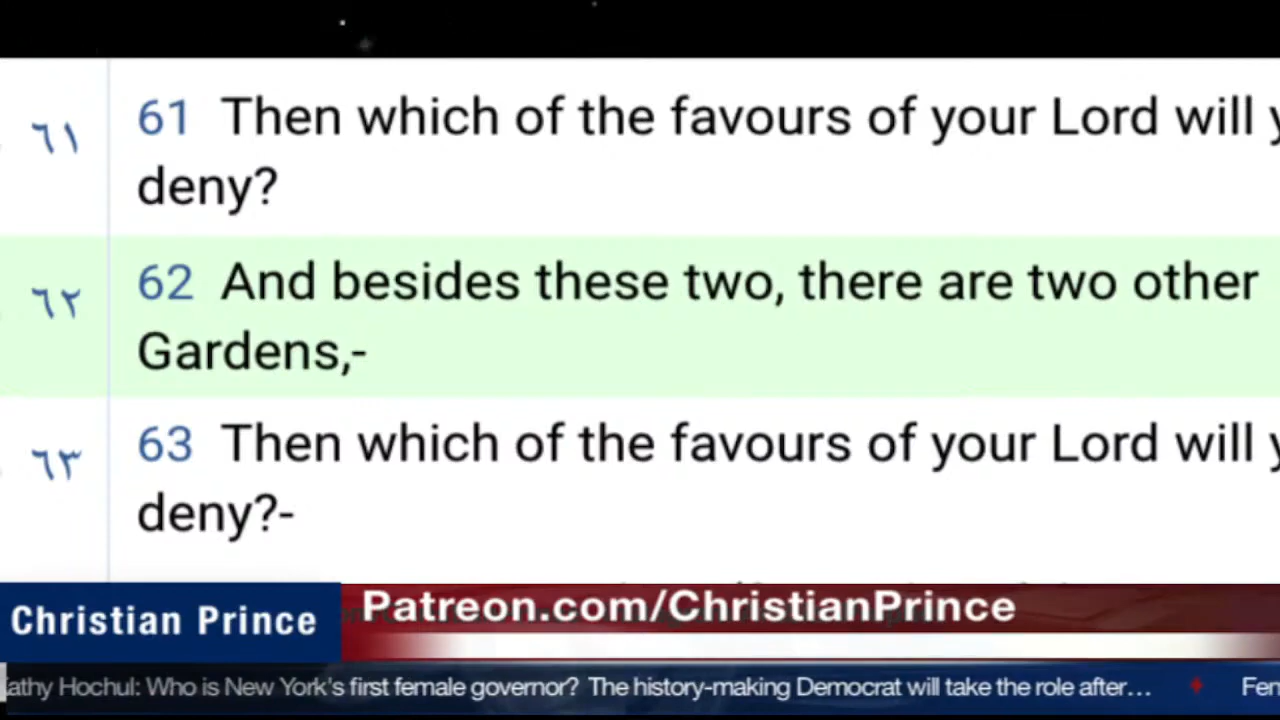 ٦١ 61 Then which of the favours of your Lord will
deny?
٦٢ 62 And besides these two, there are two other
Gardens,-
٦٣ 63 Then which of the favours of your Lord will
deny?-
Christian Prince Patreon.com/ChristianPrince
athy Hochul: Who is New York's first female governor? The history-making Democrat will take the role after… Fen